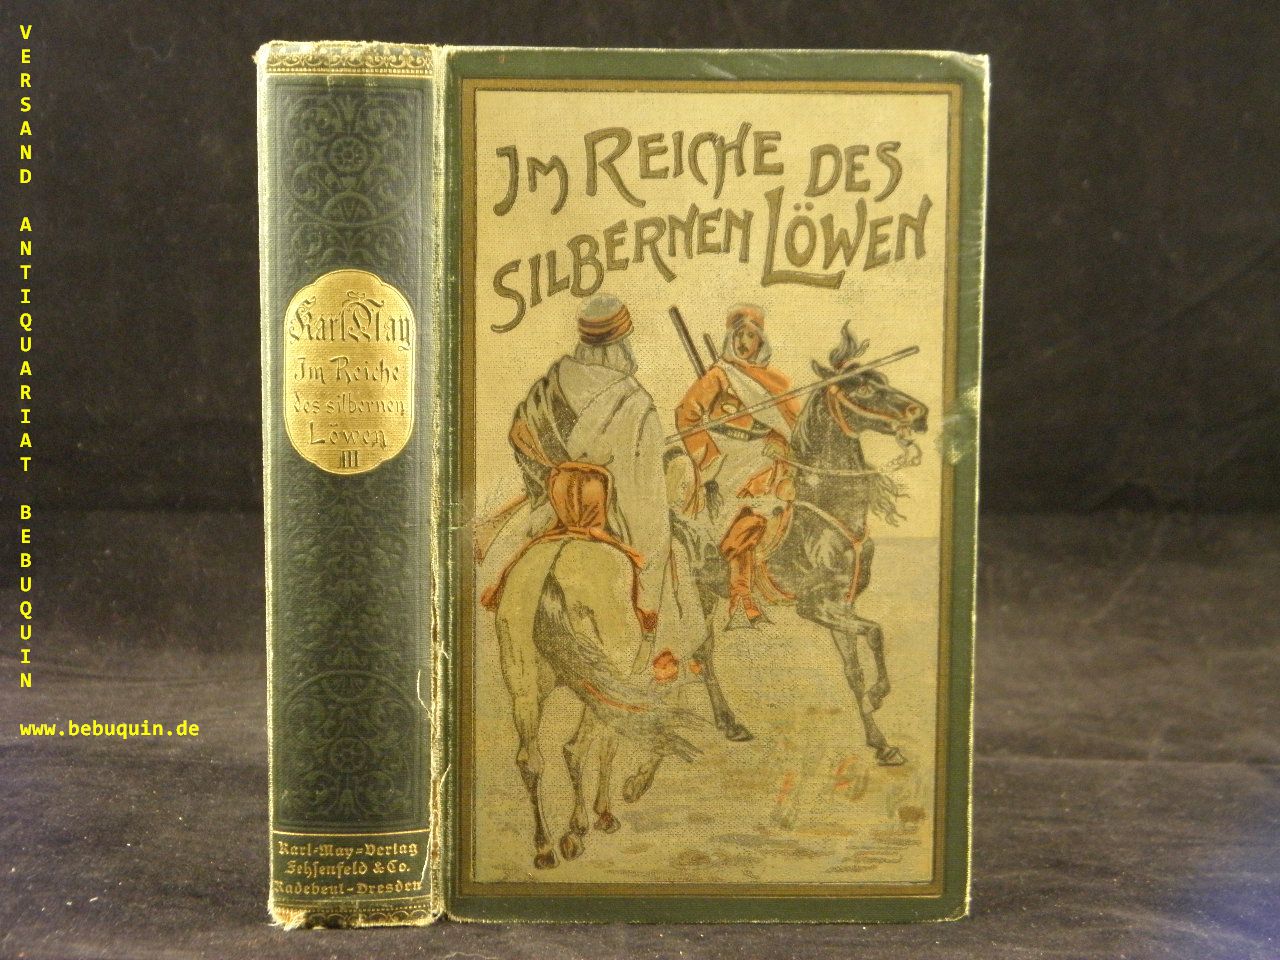 VERSAND ANTIQUARIAT BEBUQUIN
www.bebuquin.de
Karl May
Im Reiche
des silbernen
Löwen
III
Karl-May-Verlag
Fehsenfeld & Co.
Radebeul-Dresden
IM REICHE DES
SILBERNEN LÖWEN